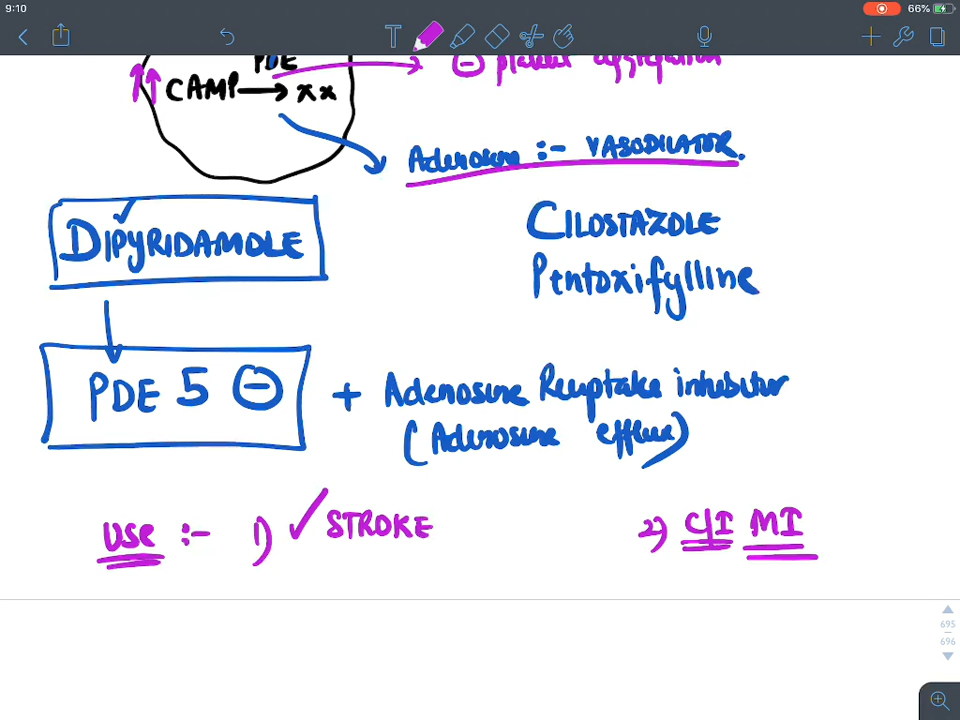 9:10
66%
T
PDE
⊖ platelet aggregation
CAMP → xx
Adenosine :- VASODILATOR.
DIPYRIDAMOLE
CILOSTAZOLE
Pentoxifylline
PDE 5 ⊖ + Adenosine Reuptake inhibitor
(Adenosine efflux)
USE :- 1) ✓ STROKE 2) C/I MI
695
696